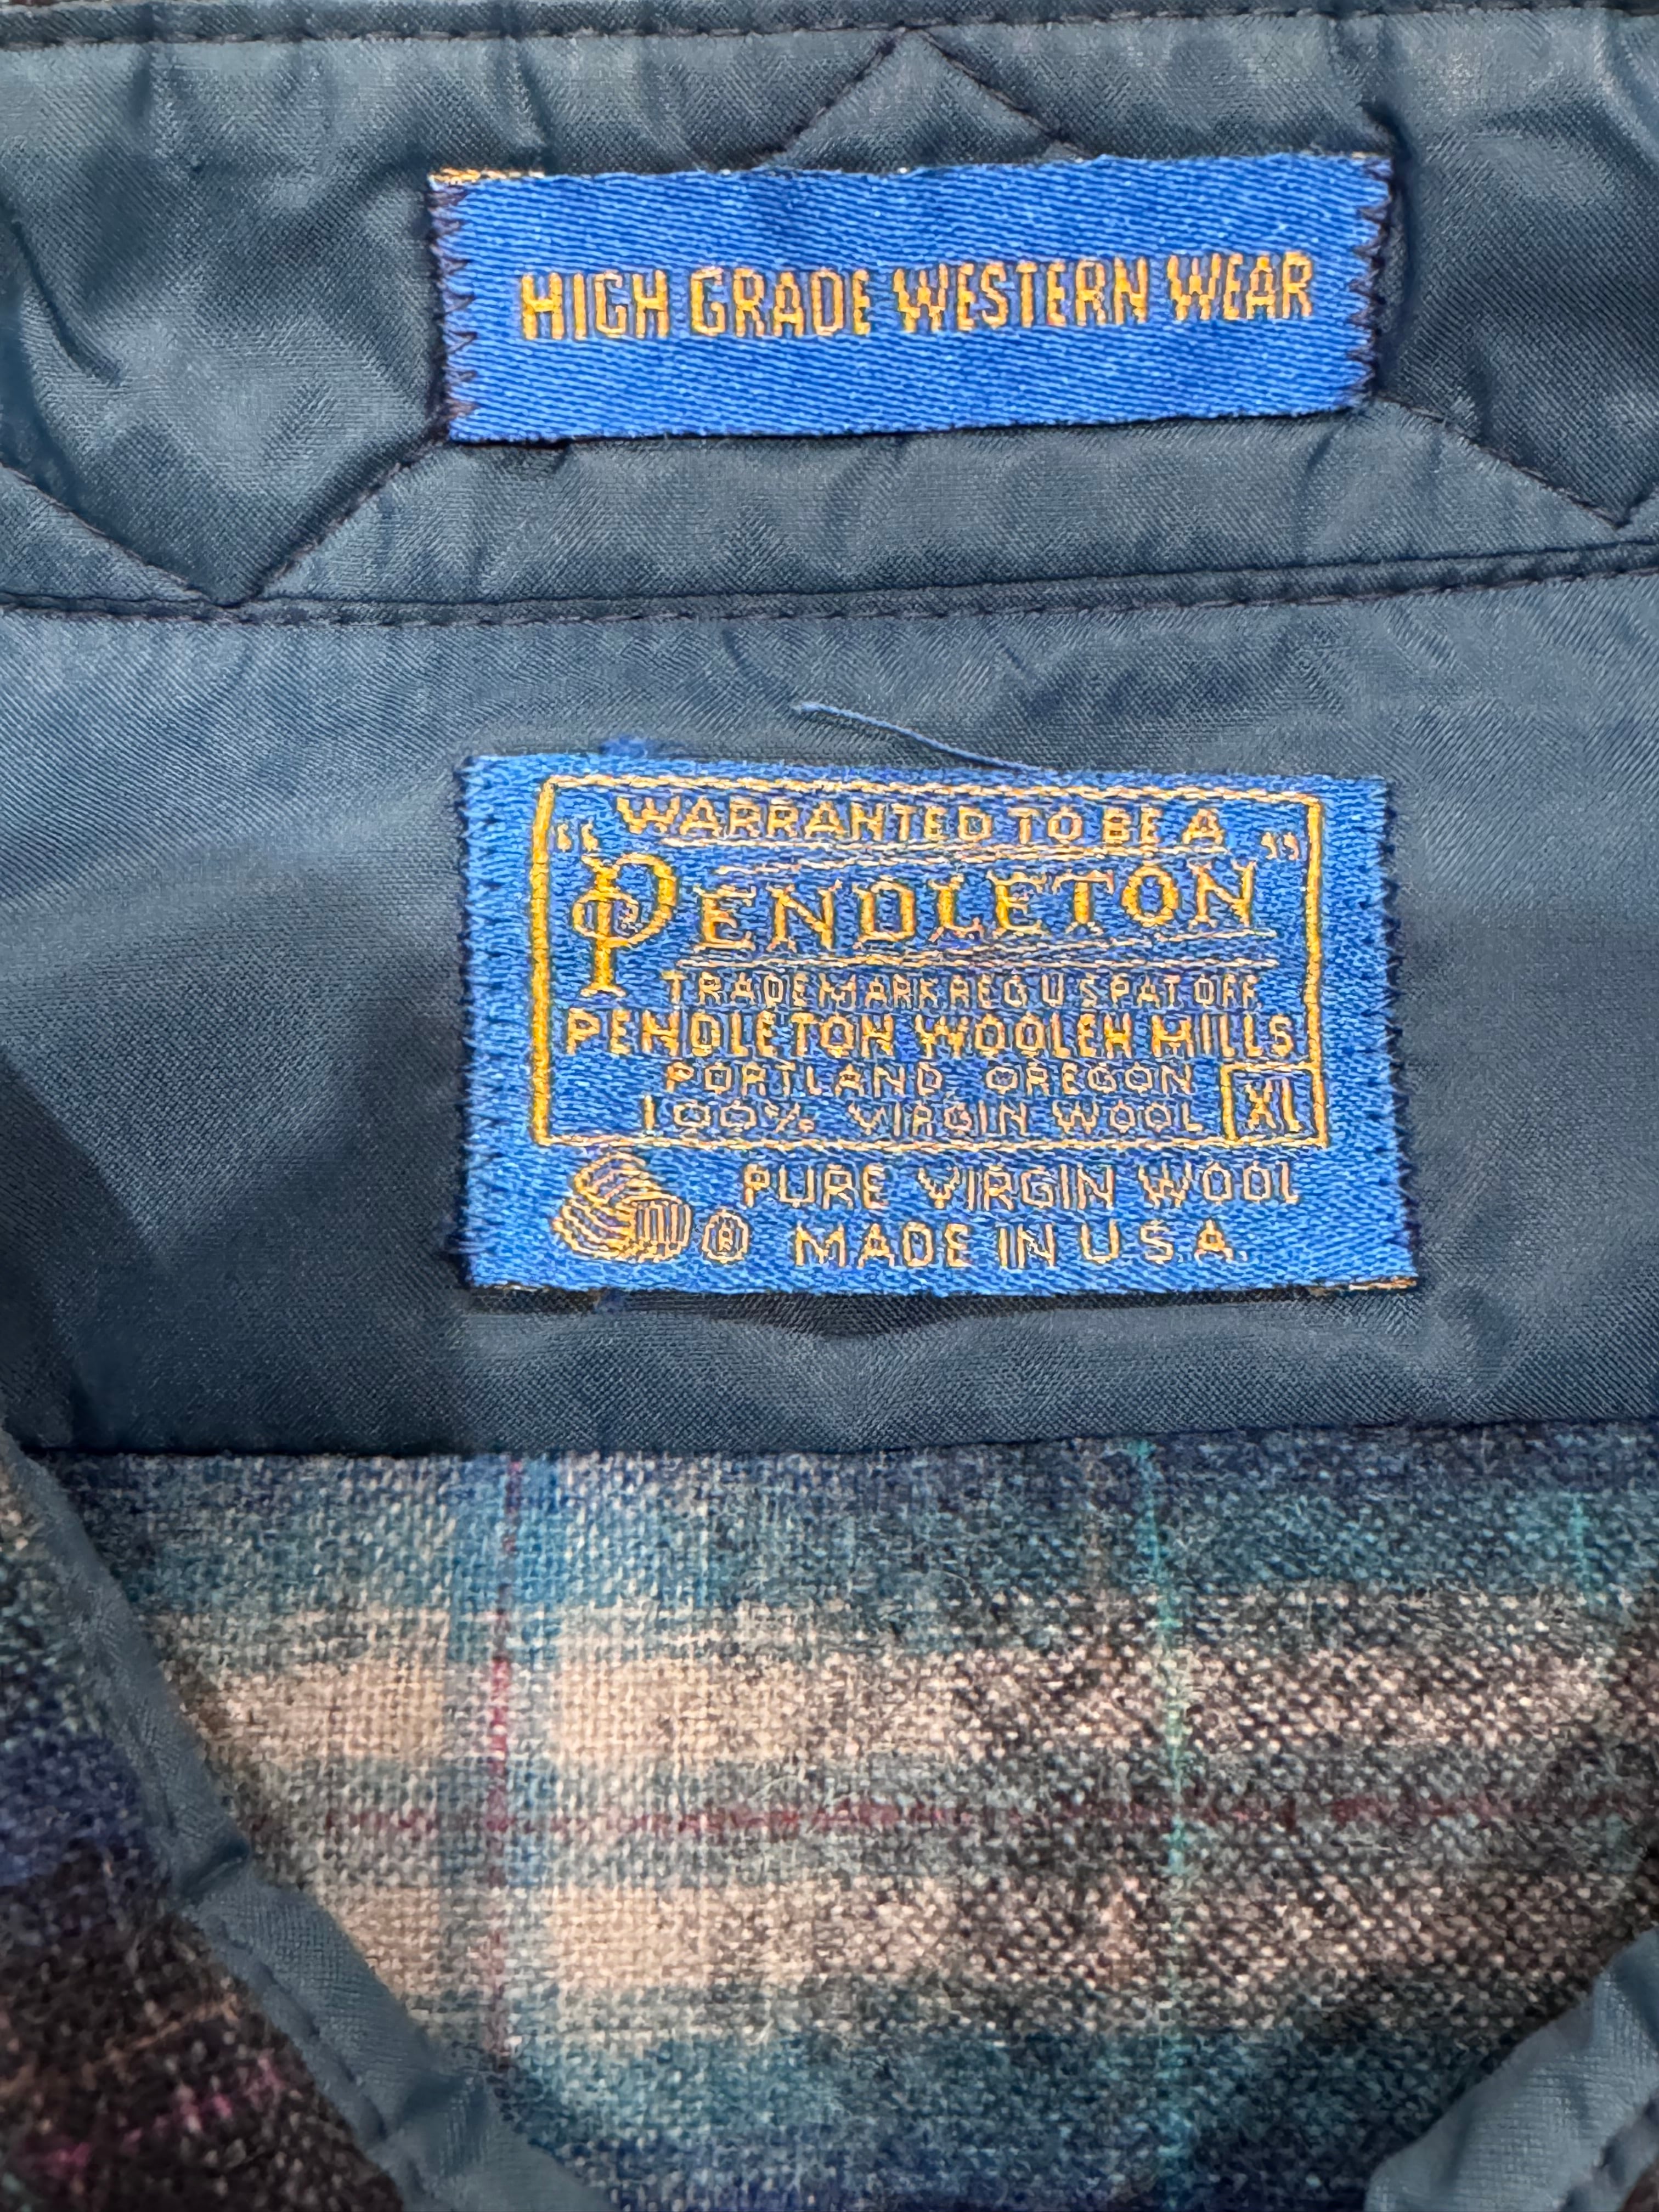 HIGH GRADE WESTERN WEAR
WARRANTED TO BE A
"PENDLETON"
TRADEMARK REG U S PAT OFF.
PENDLETON WOOLEN MILLS
PORTLAND, OREGON
100% VIRGIN WOOL XL
PURE VIRGIN WOOL
® MADE IN U.S.A.